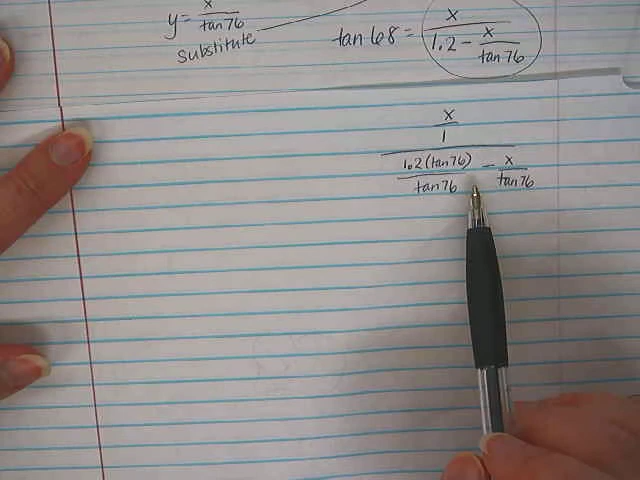 y = x/tan76
substitute
tan 68 = x/(1.2 - x/tan76)
x/1
1.2(tan76)/tan76 - x/tan76